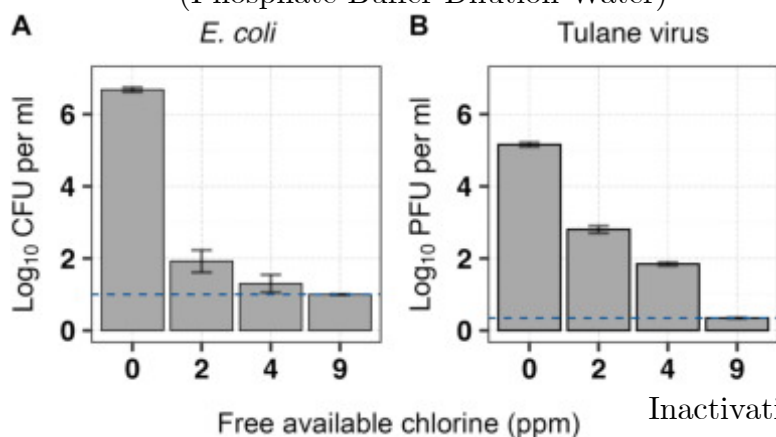 (Phosphate Buffer Dilution Water)
A E. coli
B Tulane virus
Log10 CFU per ml
6
4
2
0
0 2 4 9
Log10 PFU per ml
6
4
2
0
0 2 4 9
Free available chlorine (ppm)